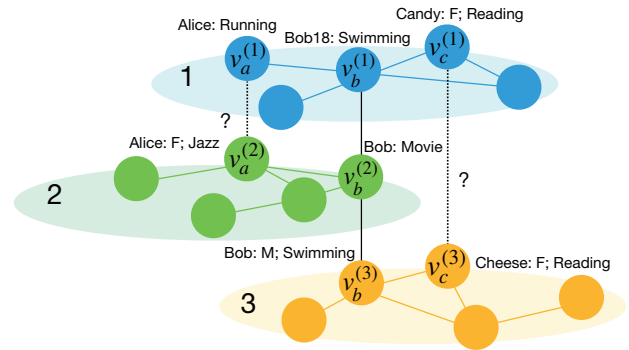 Candy: F; Reading
Alice: Running
Bob18: Swimming
v_a^{(1)}
v_b^{(1)}
v_c^{(1)}
1
?
Alice: F; Jazz
Bob: Movie
v_a^{(2)}
v_b^{(2)}
?
2
Bob: M; Swimming
Cheese: F; Reading
v_b^{(3)}
v_c^{(3)}
3